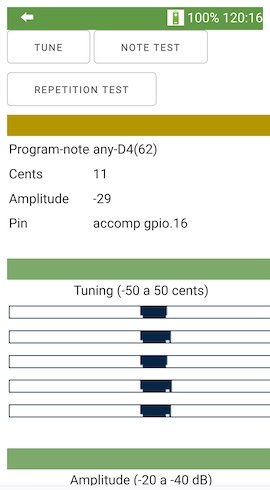 100% 120:16
TUNE
NOTE TEST
REPETITION TEST
Program-note any-D4(62)
Cents 11
Amplitude -29
Pin accomp gpio.16
Tuning (-50 a 50 cents)
Amplitude (-20 a -40 dB)